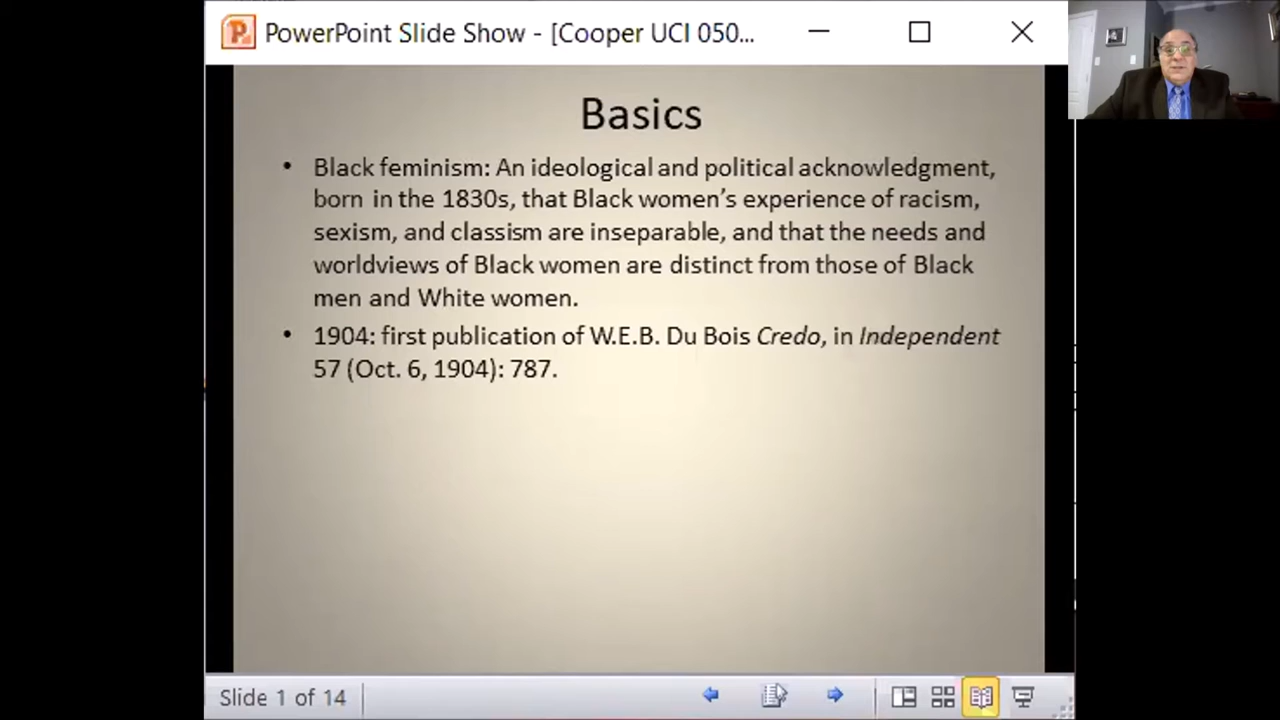 PowerPoint Slide Show - [Cooper UCI 050...
Basics
• Black feminism: An ideological and political acknowledgment,
born in the 1830s, that Black women’s experience of racism,
sexism, and classism are inseparable, and that the needs and
worldviews of Black women are distinct from those of Black
men and White women.
• 1904: first publication of W.E.B. Du Bois Credo, in Independent
57 (Oct. 6, 1904): 787.
Slide 1 of 14